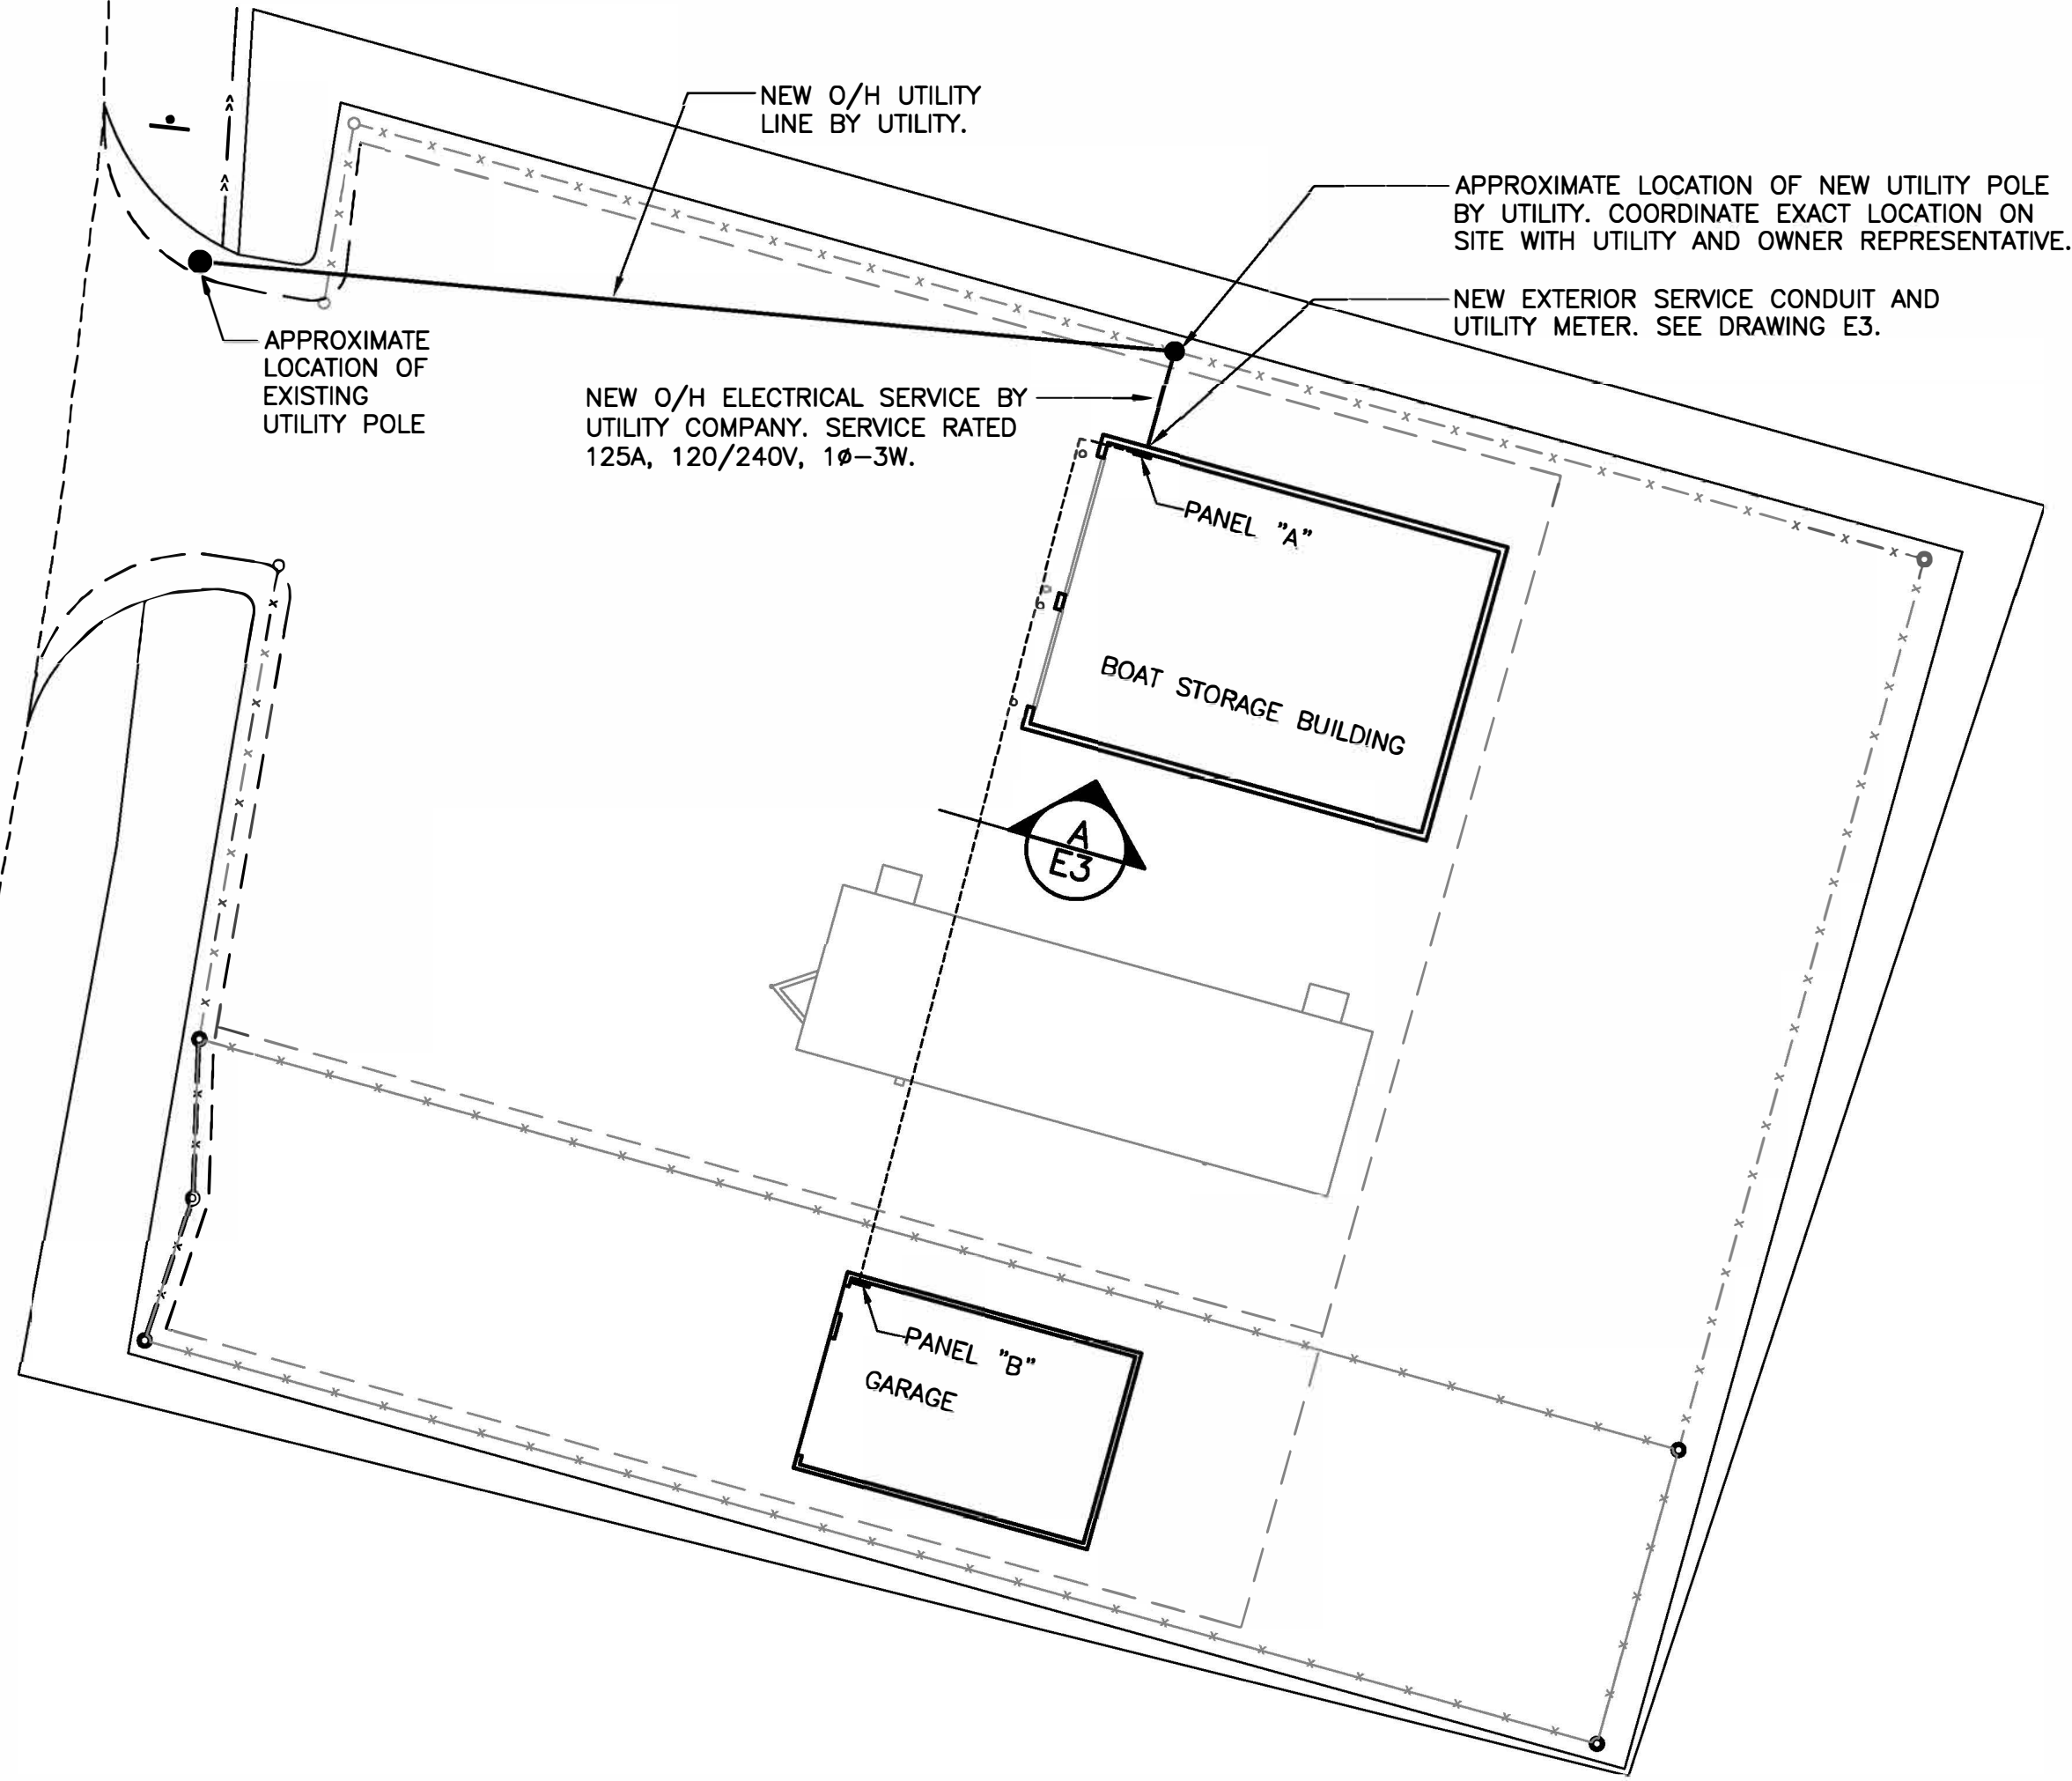 NEW O/H UTILITY
LINE BY UTILITY.
APPROXIMATE LOCATION OF NEW UTILITY POLE
BY UTILITY. COORDINATE EXACT LOCATION ON
SITE WITH UTILITY AND OWNER REPRESENTATIVE.
NEW EXTERIOR SERVICE CONDUIT AND
UTILITY METER. SEE DRAWING E3.
APPROXIMATE
LOCATION OF
EXISTING
UTILITY POLE
NEW O/H ELECTRICAL SERVICE BY
UTILITY COMPANY. SERVICE RATED
125A, 120/240V, 1ø-3W.
PANEL "A"
BOAT STORAGE BUILDING
A
E3
PANEL "B"
GARAGE